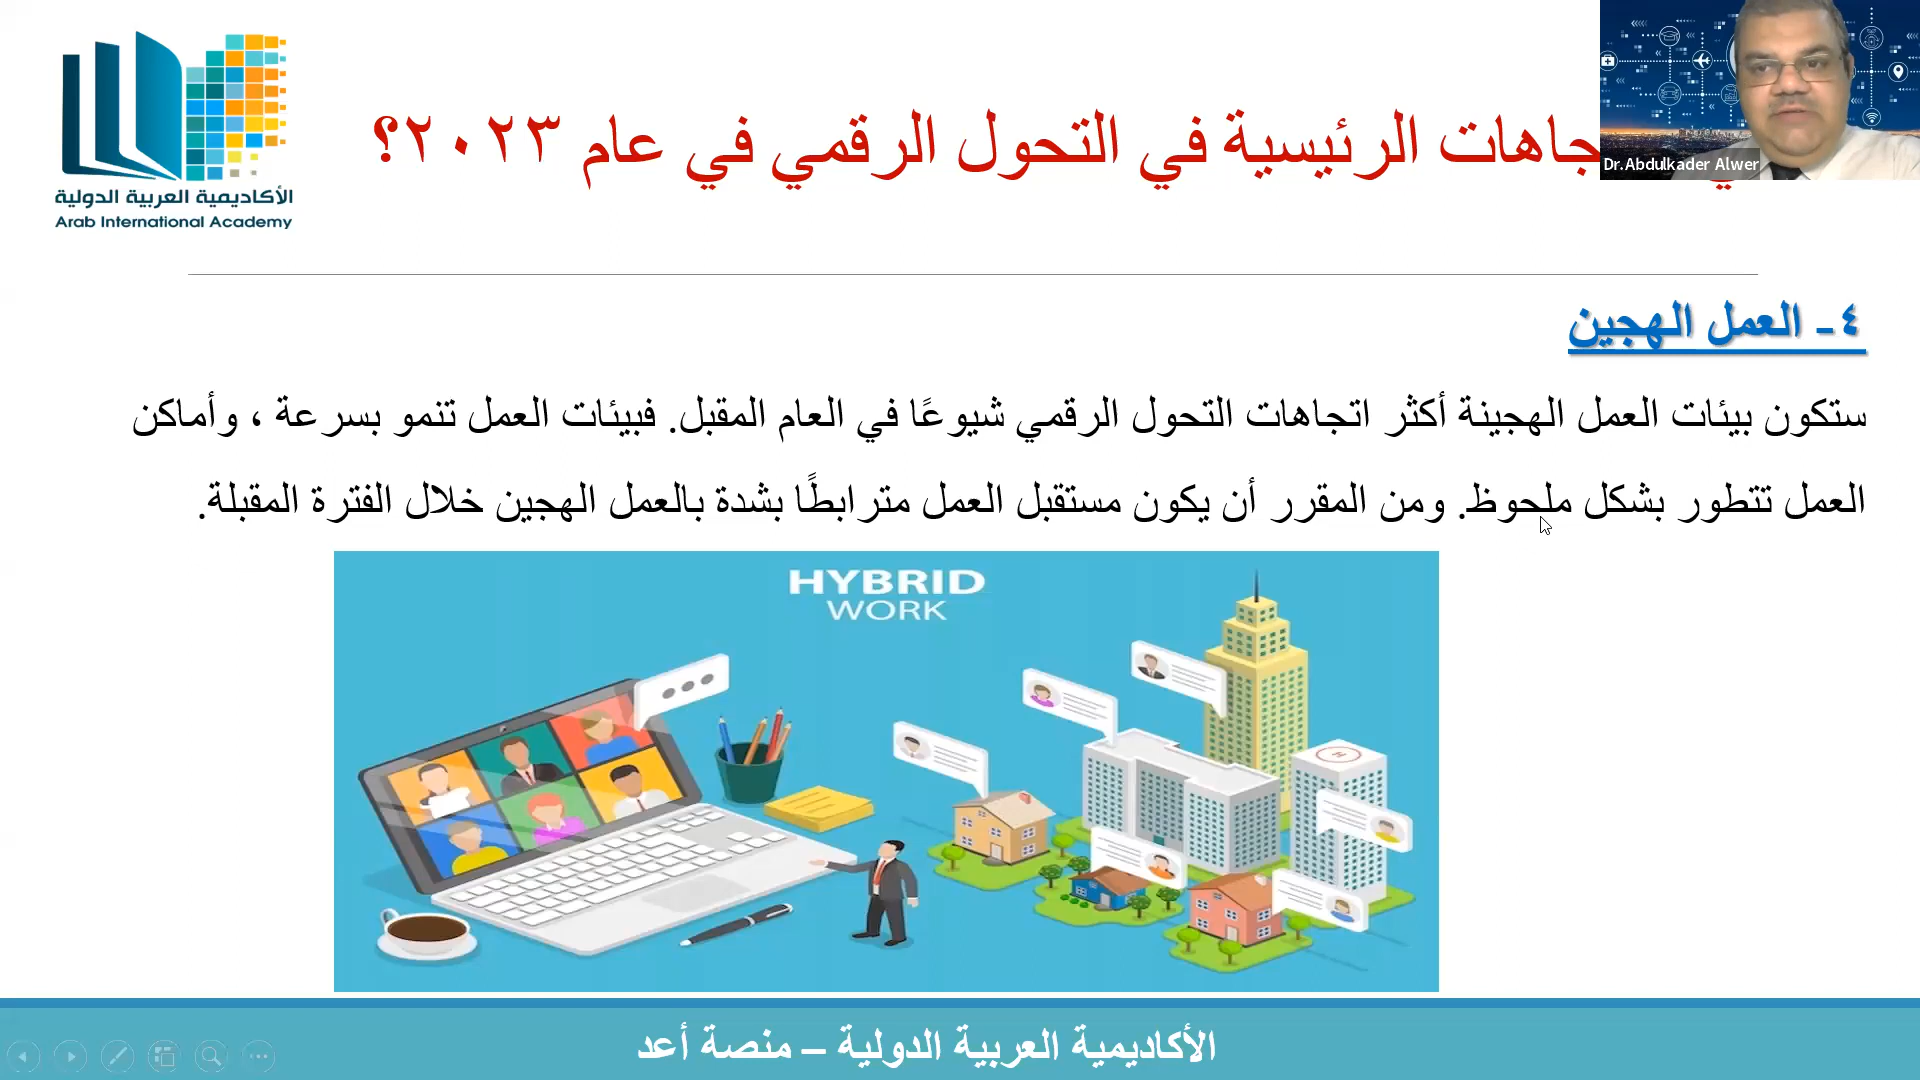 الأكاديمية العربية الدولية
Arab International Academy
الرئيسية في التحول الرقمي في عام ٢٠٢٣؟
Dr.Abdulkader Alwer
٤- العمل الهجين
ستكون بيئات العمل الهجينة أكثر اتجاهات التحول الرقمي شيوعًا في العام المقبل. فبيئات العمل تنمو بسرعة ، وأماكن
العمل تتطور بشكل ملحوظ. ومن المقرر أن يكون مستقبل العمل مترابطًا بشدة بالعمل الهجين خلال الفترة المقبلة.
HYBRID
WORK
H
الأكاديمية العربية الدولية – منصة أعد